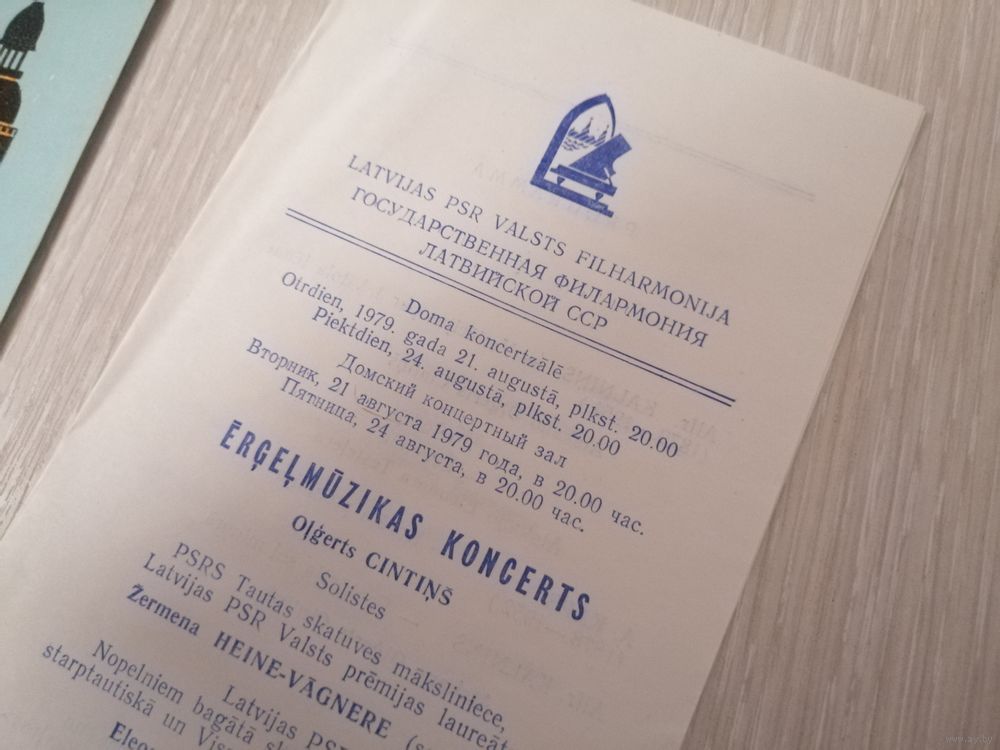 LATVIJAS PSR VALSTS FILHARMONIJA
ГОСУДАРСТВЕННАЯ ФИЛАРМОНИЯ
ЛАТВИЙСКОЙ ССР
Doma koncertzālē
Otrdien, 1979. gada 21. augustā, plkst. 20.00
Piektdien, 24. augustā, plkst. 20.00
Домский концертный зал
Вторник, 21 августа 1979 года, в 20.00 час.
Пятница, 24 августа, в 20.00 час.
ĒRĢEĻMŪZIKAS KONCERTS
Oļģerts CINTIŅŠ
Solistes —
PSRS Tautas skatuves māksliniece,
Latvijas PSR Valsts prēmijas laureāt
Žermena HEINE-VĀGNERE
Latvijas PSR
Nopelniem bagātā
starptautiskā un